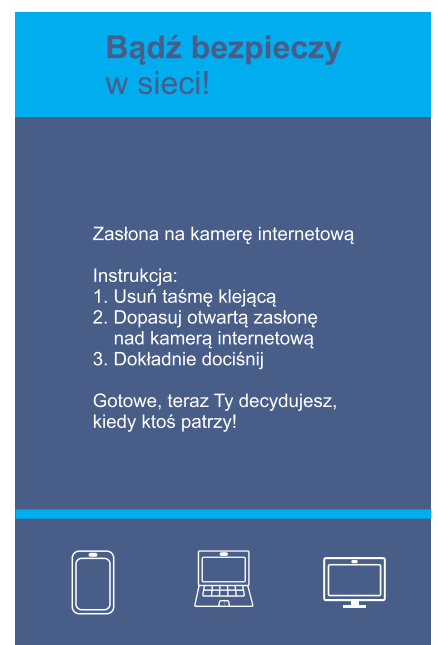 Bądź bezpieczy
w sieci!
Zasłona na kamerę internetową
Instrukcja:
1. Usuń taśmę klejącą
2. Dopasuj otwartą zasłonę
nad kamerą internetową
3. Dokładnie dociśnij
Gotowe, teraz Ty decydujesz,
kiedy ktoś patrzy!